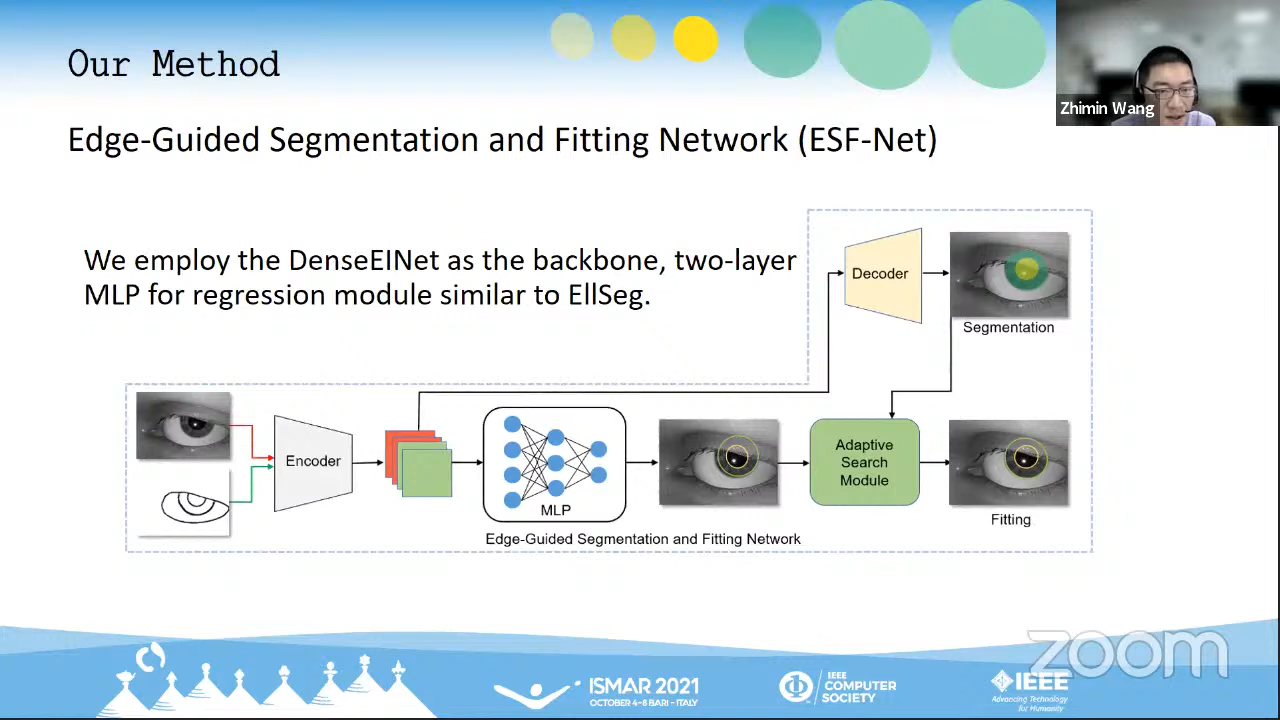 Our Method
Zhimin Wang
Edge-Guided Segmentation and Fitting Network (ESF-Net)
We employ the DenseElNet as the backbone, two-layer
MLP for regression module similar to EllSeg.
Decoder
Segmentation
Encoder
MLP
Adaptive
Search
Module
Fitting
Edge-Guided Segmentation and Fitting Network
zoom
ISMAR 2021
OCTOBER 4-8 BARI - ITALY
IEEE
COMPUTER
SOCIETY
IEEE
Advancing Technology
for Humanity